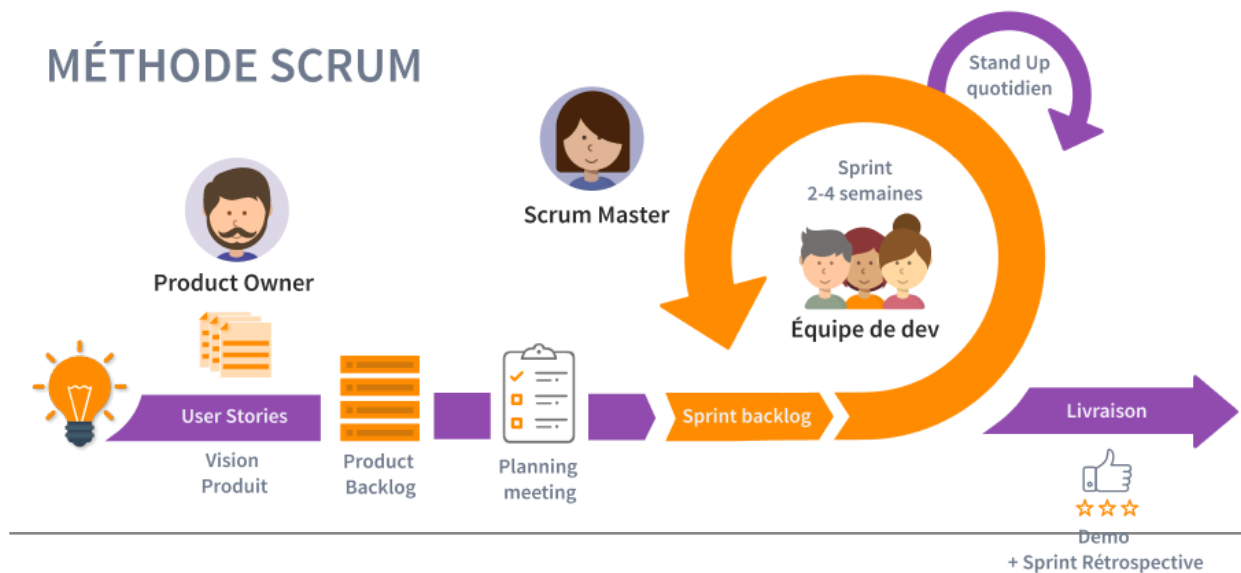 MÉTHODE SCRUM
Stand Up
quotidien
Sprint
2-4 semaines
Scrum Master
Product Owner
Équipe de dev
User Stories
Sprint backlog
Livraison
Vision
Produit
Product
Backlog
Planning
meeting
Demo
+ Sprint Rétrospective